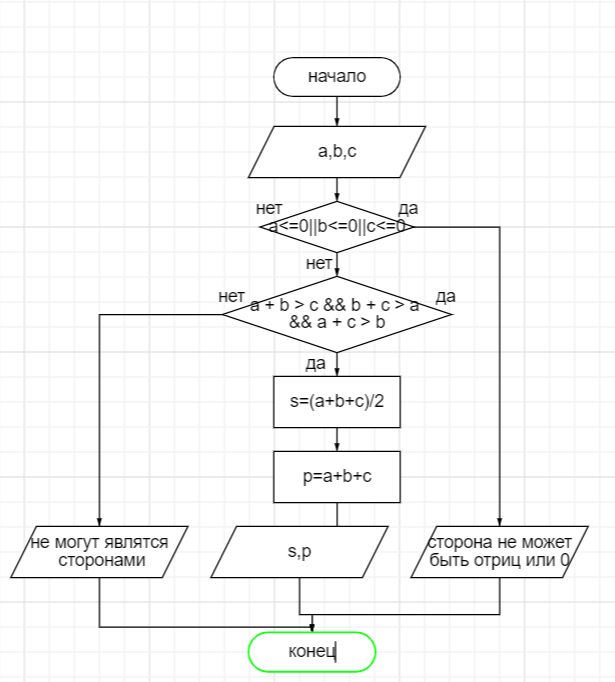 начало
a,b,c
нет
да
a<=0||b<=0||c<=0
нет
нет
да
a + b > c && b + c > a
&& a + c > b
да
s=(a+b+c)/2
p=a+b+c
не могут являтся
сторонами
s,p
сторона не может
быть отриц или 0
конец